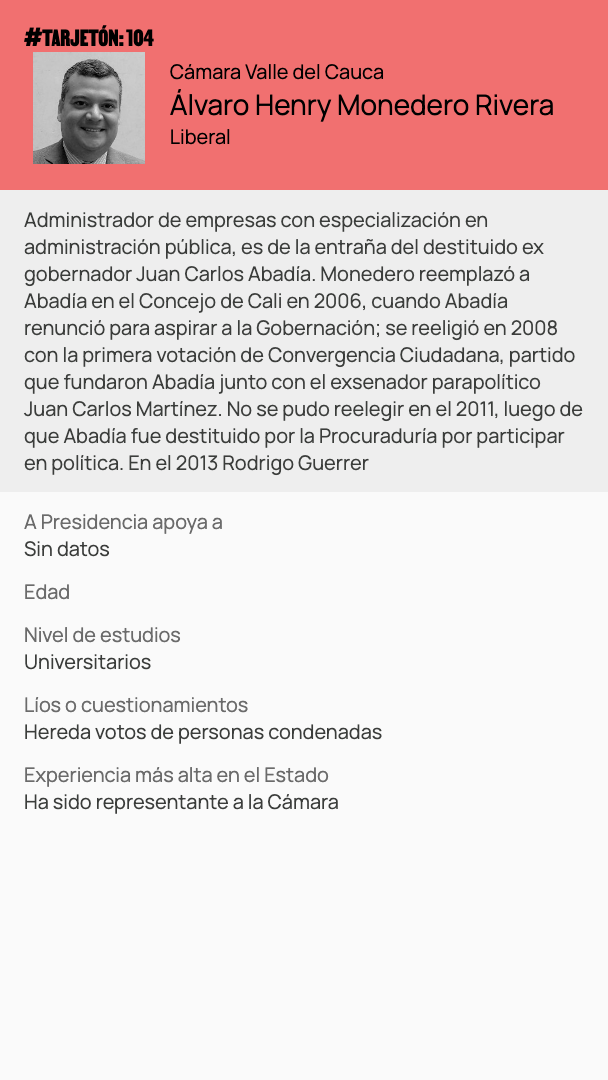 #TARJETÓN: 104
Cámara Valle del Cauca
Álvaro Henry Monedero Rivera
Liberal
Administrador de empresas con especialización en
administración pública, es de la entraña del destituido ex
gobernador Juan Carlos Abadía. Monedero reemplazó a
Abadía en el Concejo de Cali en 2006, cuando Abadía
renunció para aspirar a la Gobernación; se reeligió en 2008
con la primera votación de Convergencia Ciudadana, partido
que fundaron Abadía junto con el exsenador parapolítico
Juan Carlos Martínez. No se pudo reelegir en el 2011, luego de
que Abadía fue destituido por la Procuraduría por participar
en política. En el 2013 Rodrigo Guerrer
A Presidencia apoya a
Sin datos
Edad
Nivel de estudios
Universitarios
Líos o cuestionamientos
Hereda votos de personas condenadas
Experiencia más alta en el Estado
Ha sido representante a la Cámara